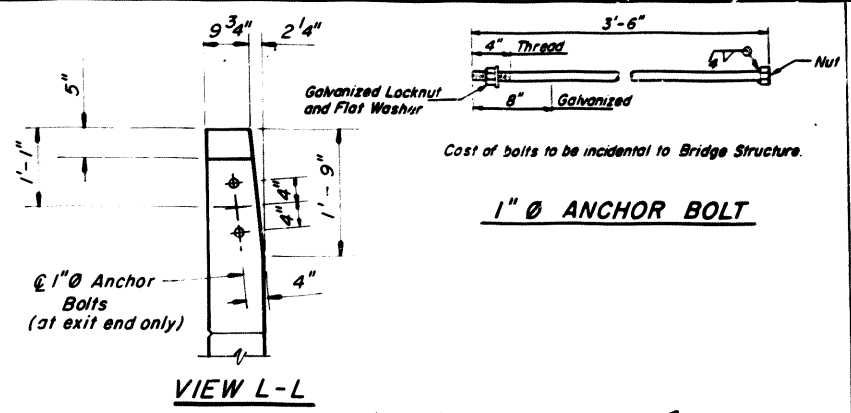 9 3/4"
2 1/4"
5"
1'-1"
4"
4"
1'-9"
4"
℄ 1"Ø Anchor
Bolts
(at exit end only)
VIEW L-L
3'-6"
4" Thread
Galvanized Locknut
and Flat Washer
8" Galvanized
Nut
Cost of bolts to be incidental to Bridge Structure.
1" Ø ANCHOR BOLT